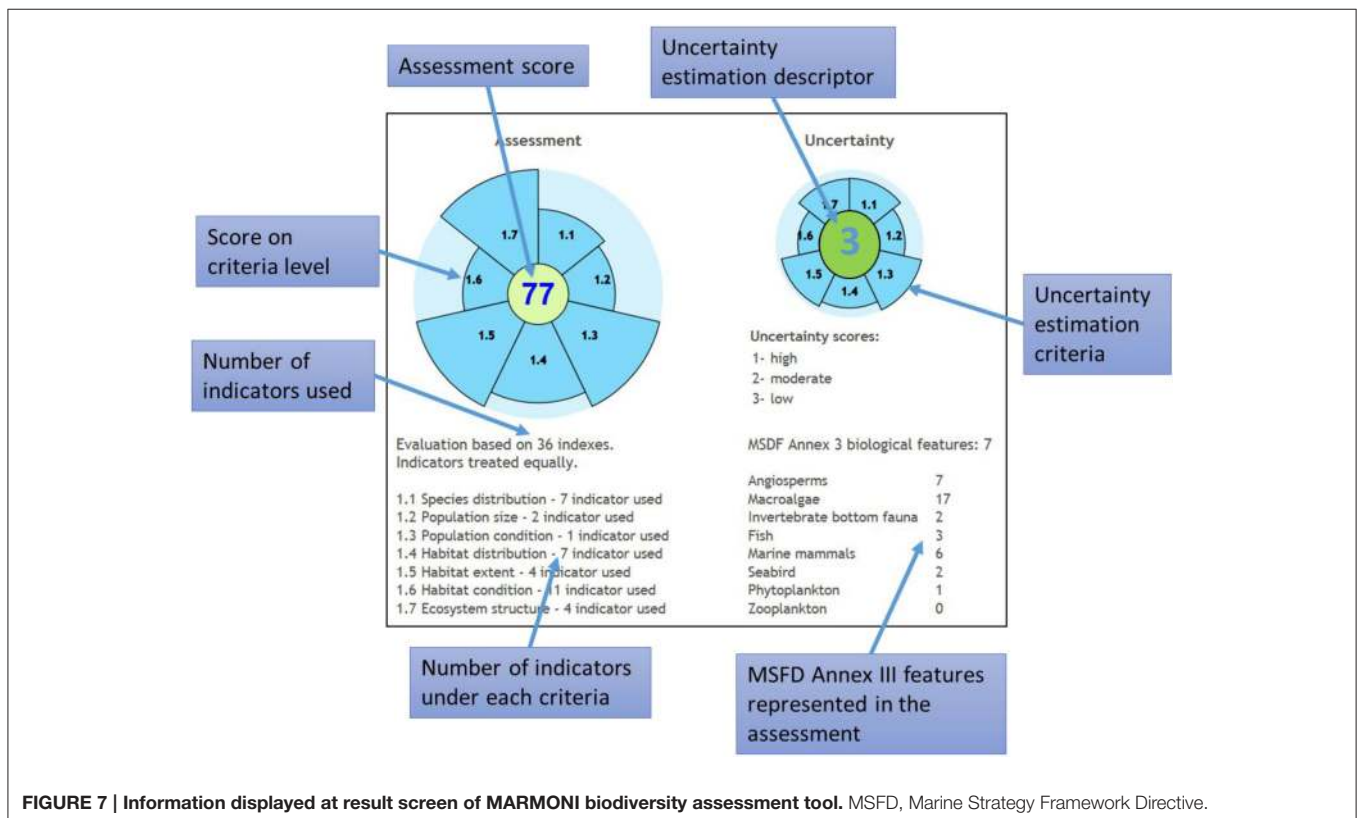 Assessment score
Uncertainty
estimation descriptor
Assessment
Uncertainty
1.7
1.1
1.6
1.2
77
1.5
1.3
1.4
1.7
1.1
1.6
1.2
3
1.5
1.3
1.4
Score on
criteria level
Number of
indicators used
Uncertainty
estimation
criteria
Uncertainty scores:
1- high
2- moderate
3- low
Evaluation based on 36 indexes.
Indicators treated equally.
1.1 Species distribution - 7 indicator used
1.2 Population size - 2 indicator used
1.3 Population condition - 1 indicator used
1.4 Habitat distribution - 7 indicator used
1.5 Habitat extent - 4 indicator used
1.6 Habitat condition - 11 indicator used
1.7 Ecosystem structure - 4 indicator used
MSDF Annex 3 biological features: 7
Angiosperms 7
Macroalgae 17
Invertebrate bottom fauna 2
Fish 3
Marine mammals 6
Seabird 2
Phytoplankton 1
Zooplankton 0
Number of indicators
under each criteria
MSFD Annex III features
represented in the
assessment
FIGURE 7 | Information displayed at result screen of MARMONI biodiversity assessment tool. MSFD, Marine Strategy Framework Directive.